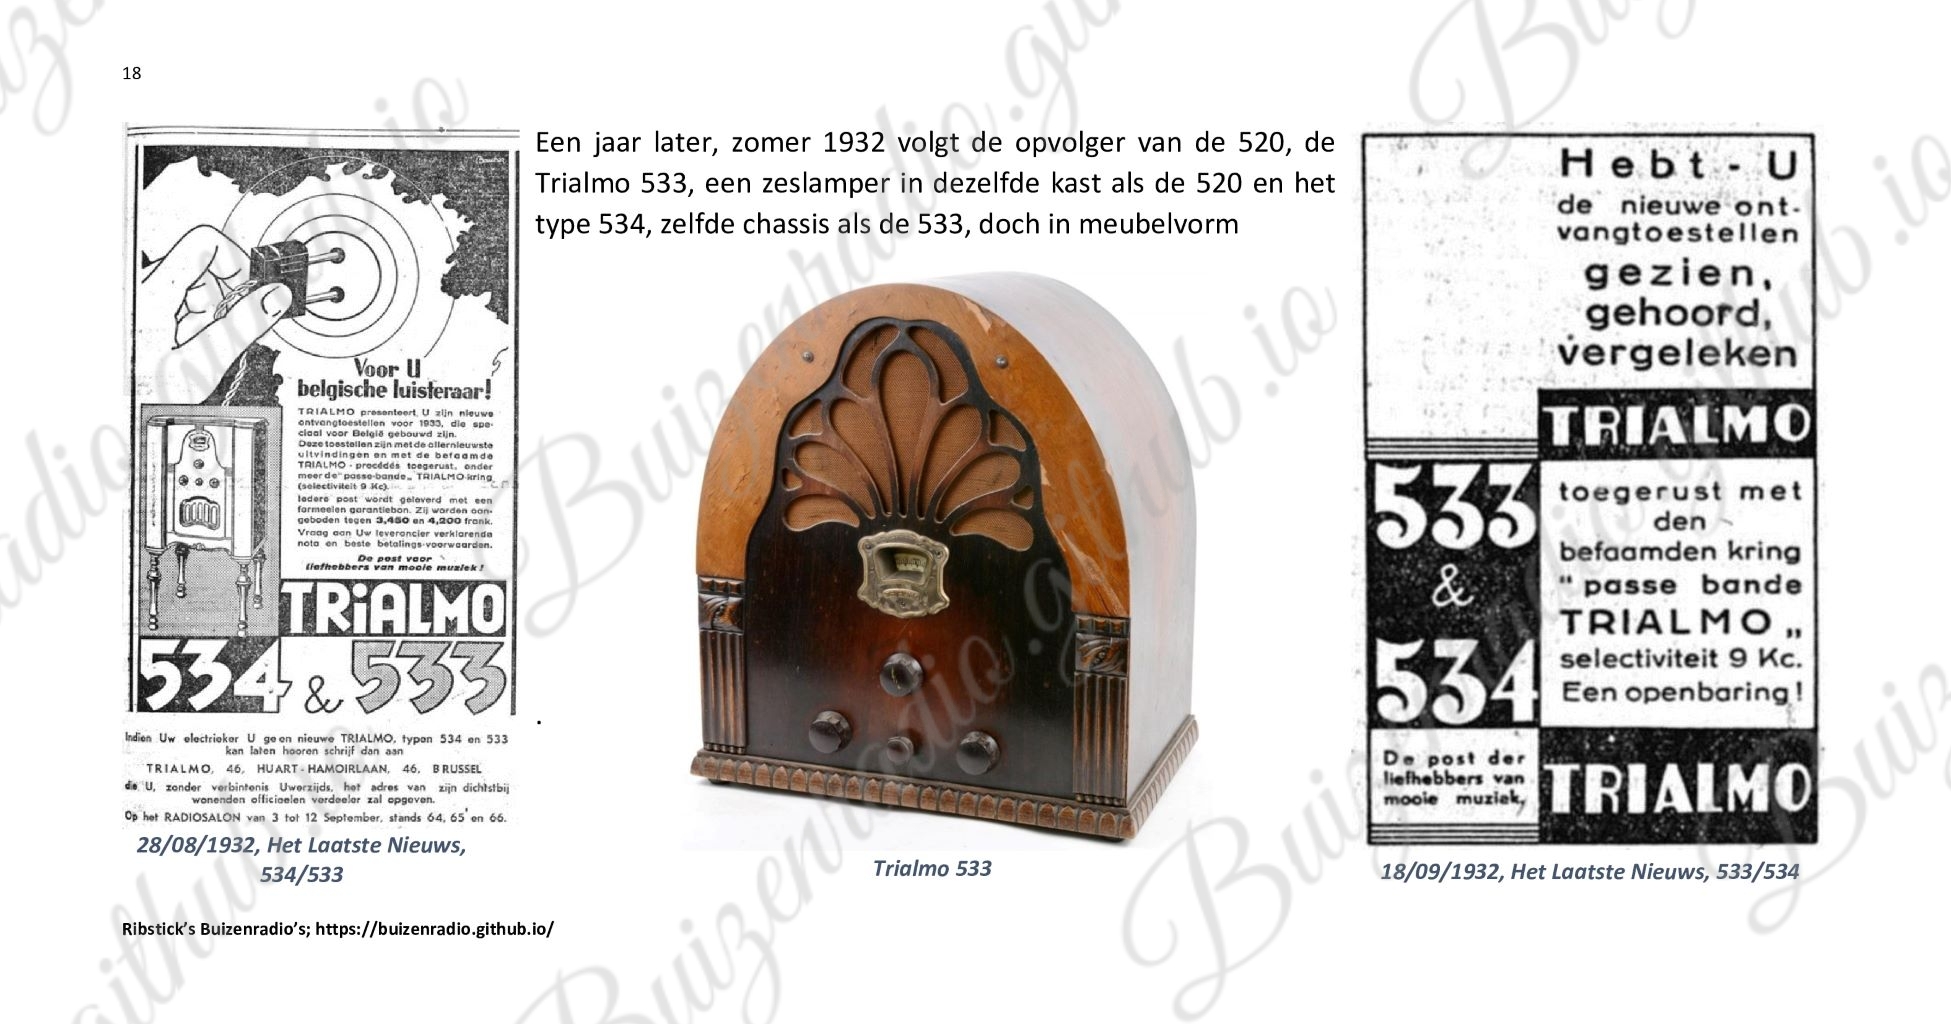 18
Een jaar later, zomer 1932 volgt de opvolger van de 520, de
Trialmo 533, een zeslamper in dezelfde kast als de 520 en het
type 534, zelfde chassis als de 533, doch in meubelvorm
.
Voor U
belgische luisteraar!
TRIALMO presenteert U zijn nieuwe
ontvangtoestellen voor 1933, die spe-
ciaal voor België gebouwd zijn.
Deze toestellen zijn met de allernieuwste
uitvindingen en met de befaamde
TRIALMO-procédés toegerust, onder
meer de "passe-bande„ TRIALMO-kring
(selectiviteit 9 Kc).
Iedere post wordt geleverd met een
formeelen garantiebon. Zij worden aan-
geboden tegen 3,450 en 4,200 frank.
Vraag aan Uw leverancier verklarende
nota en beste betalings-voorwaarden.
De post voor
liefhebbers van mooie muziek!
TRiALMO
534 & 533
Indien Uw electrieker U geen nieuwe TRIALMO, typen 534 en 533
kan laten hooren schrijf dan aan
TRIALMO, 46, HUART-HAMOIRLAAN, 46, BRUSSEL
die U, zonder verbintenis Uwerzijds, het adres van zijn dichtstbij
wonenden officieelen verdeeler zal opgeven.
Op het RADIOSALON van 3 tot 12 September, stands 64, 65 en 66.
28/08/1932, Het Laatste Nieuws,
534/533
Trialmo 533
Hebt-U
de nieuwe ont-
vangtoestellen
gezien,
gehoord,
vergeleken
TRIALMO
533
&
534
toegerust met
den
befaamden kring
"passe bande
TRIALMO„
selectiviteit 9 Kc.
Een openbaring!
De post der
liefhebbers van
mooie muziek,
TRIALMO
18/09/1932, Het Laatste Nieuws, 533/534
Ribstick's Buizenradio's; https://buizenradio.github.io/
Buizenradio.github.io